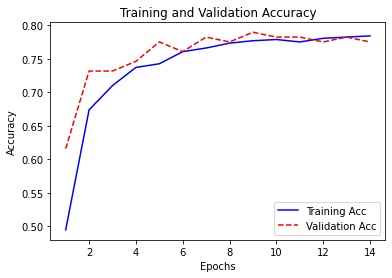 Training and Validation Accuracy
0.80
0.75
0.70
0.65
0.60
0.55
0.50
Accuracy
Training Acc
Validation Acc
2 4 6 8 10 12 14
Epochs